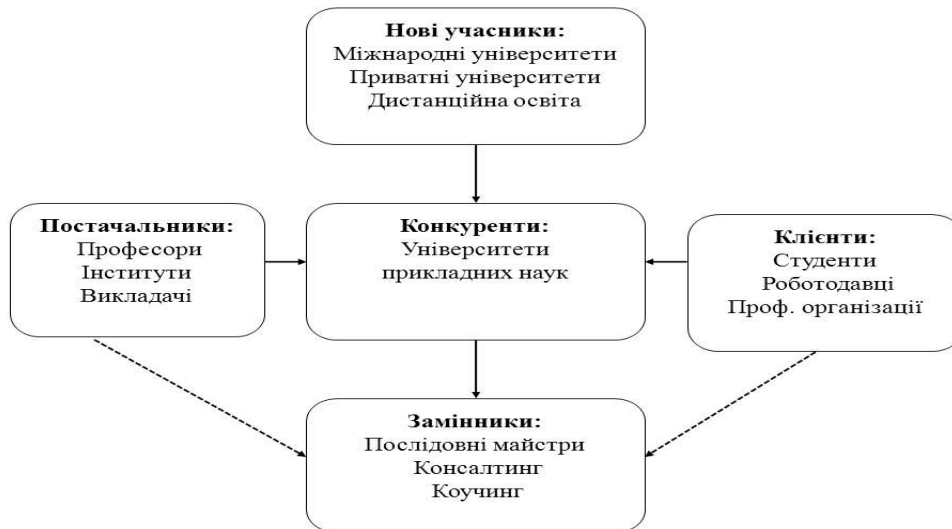 Нові учасники:
Міжнародні університети
Приватні університети
Дистанційна освіта
Постачальники:
Професори
Інститути
Викладачі
Конкуренти:
Університети
прикладних наук
Клієнти:
Студенти
Роботодавці
Проф. організації
Замінники:
Послідовні майстри
Консалтинг
Коучинг